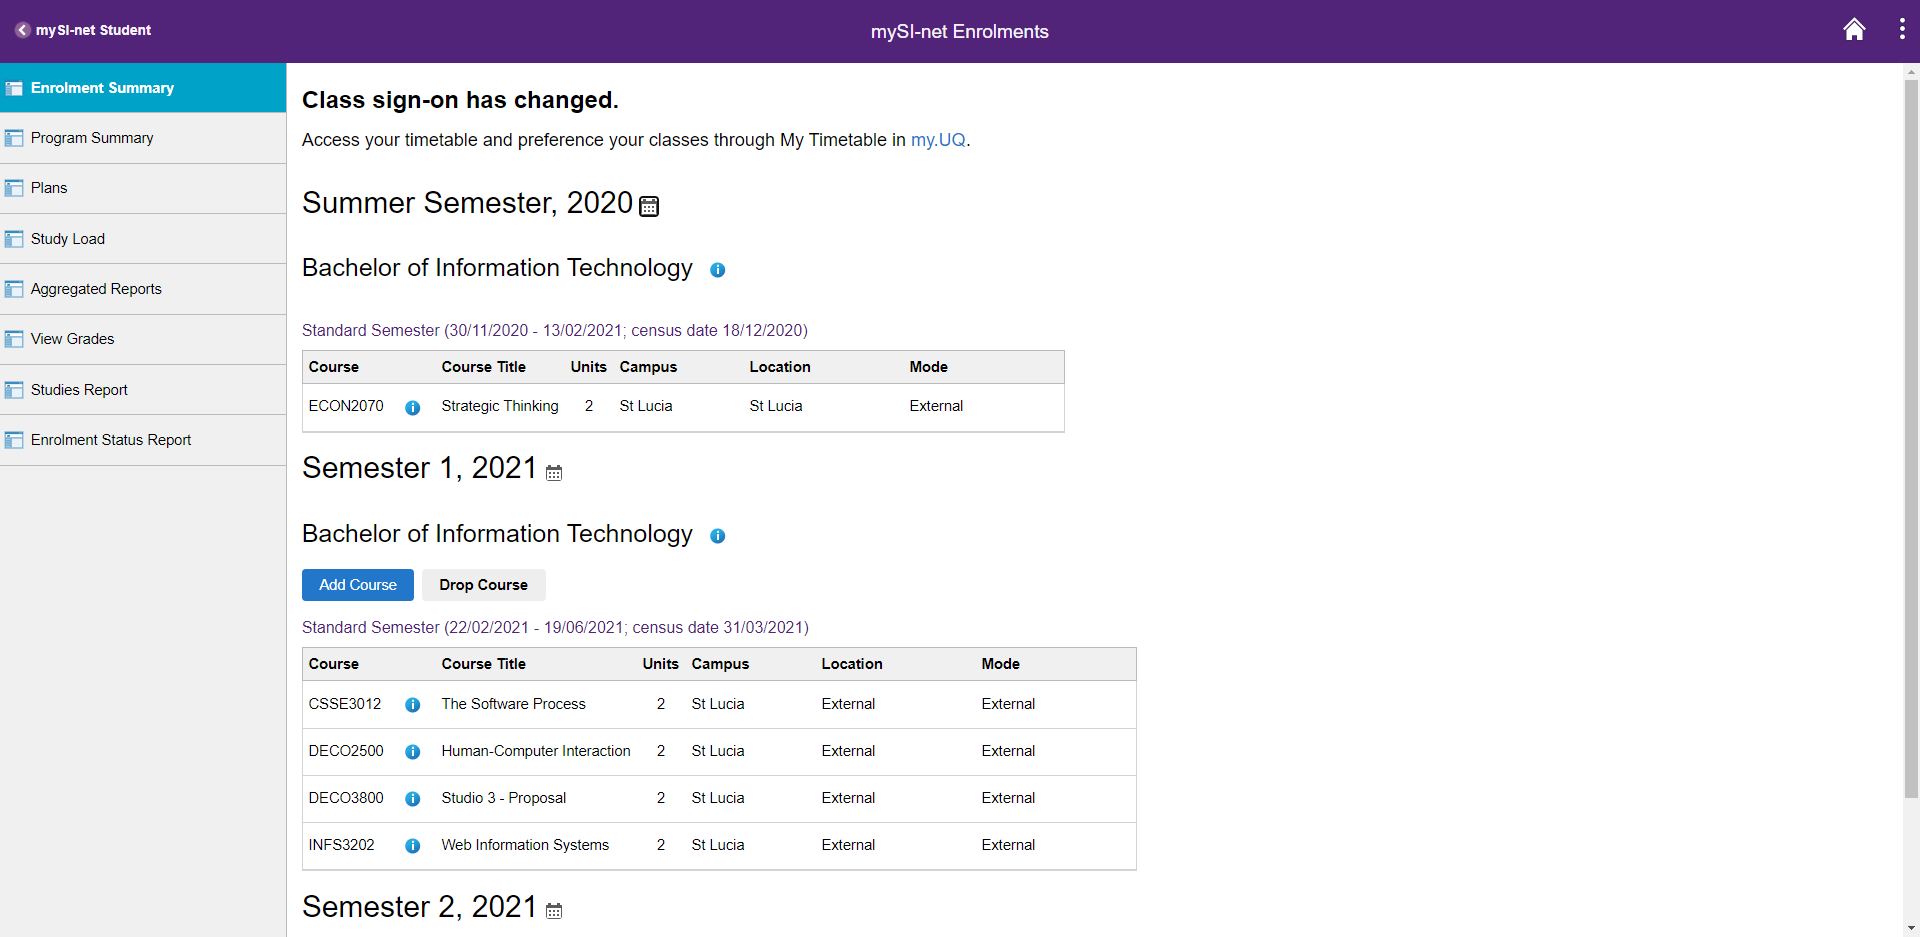 mySI-net Student
mySI-net Enrolments
Enrolment Summary
Program Summary
Plans
Study Load
Aggregated Reports
View Grades
Studies Report
Enrolment Status Report
Class sign-on has changed.
Access your timetable and preference your classes through My Timetable in my.UQ.
Summer Semester, 2020
Bachelor of Information Technology
Standard Semester (30/11/2020 - 13/02/2021; census date 18/12/2020)
Course Course Title Units Campus Location Mode
ECON2070 Strategic Thinking 2 St Lucia St Lucia External
Semester 1, 2021
Bachelor of Information Technology
Add Course Drop Course
Standard Semester (22/02/2021 - 19/06/2021; census date 31/03/2021)
Course Course Title Units Campus Location Mode
CSSE3012 The Software Process 2 St Lucia External External
DECO2500 Human-Computer Interaction 2 St Lucia External External
DECO3800 Studio 3 - Proposal 2 St Lucia External External
INFS3202 Web Information Systems 2 St Lucia External External
Semester 2, 2021